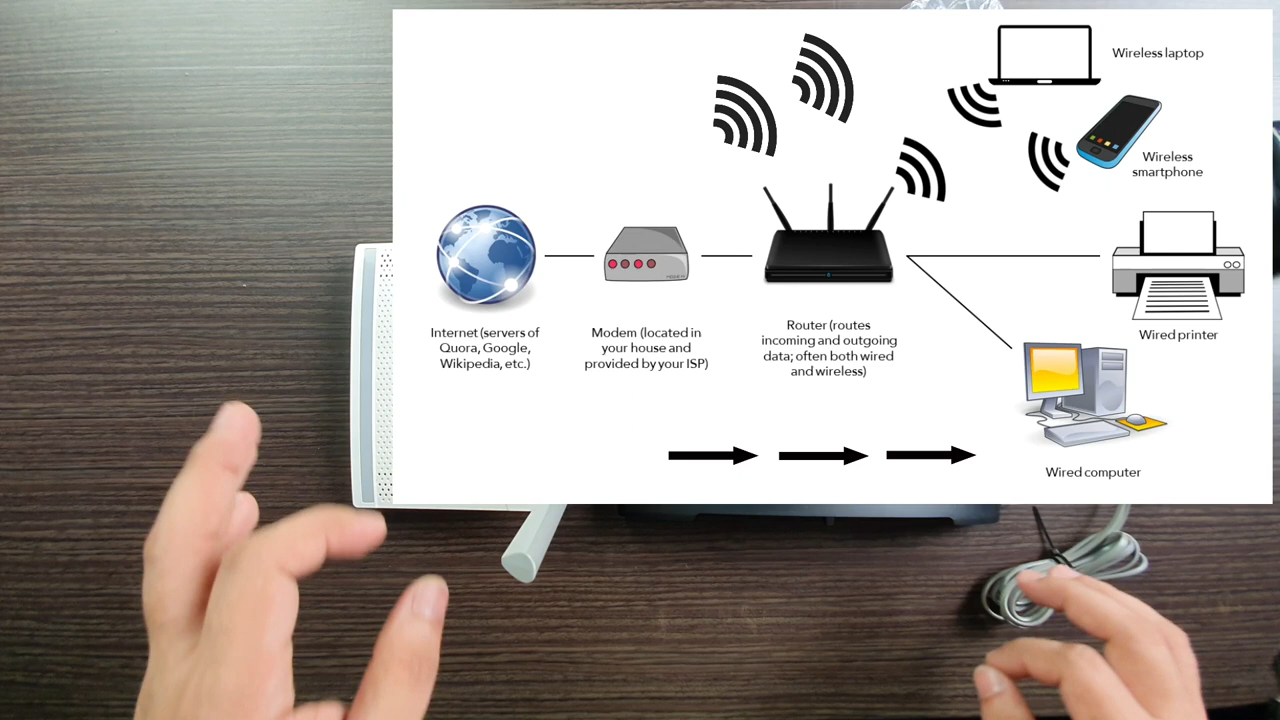 Wireless laptop
Wireless
smartphone
Internet (servers of
Quora, Google,
Wikipedia, etc.)
Modem (located in
your house and
provided by your ISP)
Router (routes
incoming and outgoing
data; often both wired
and wireless)
Wired printer
Wired computer